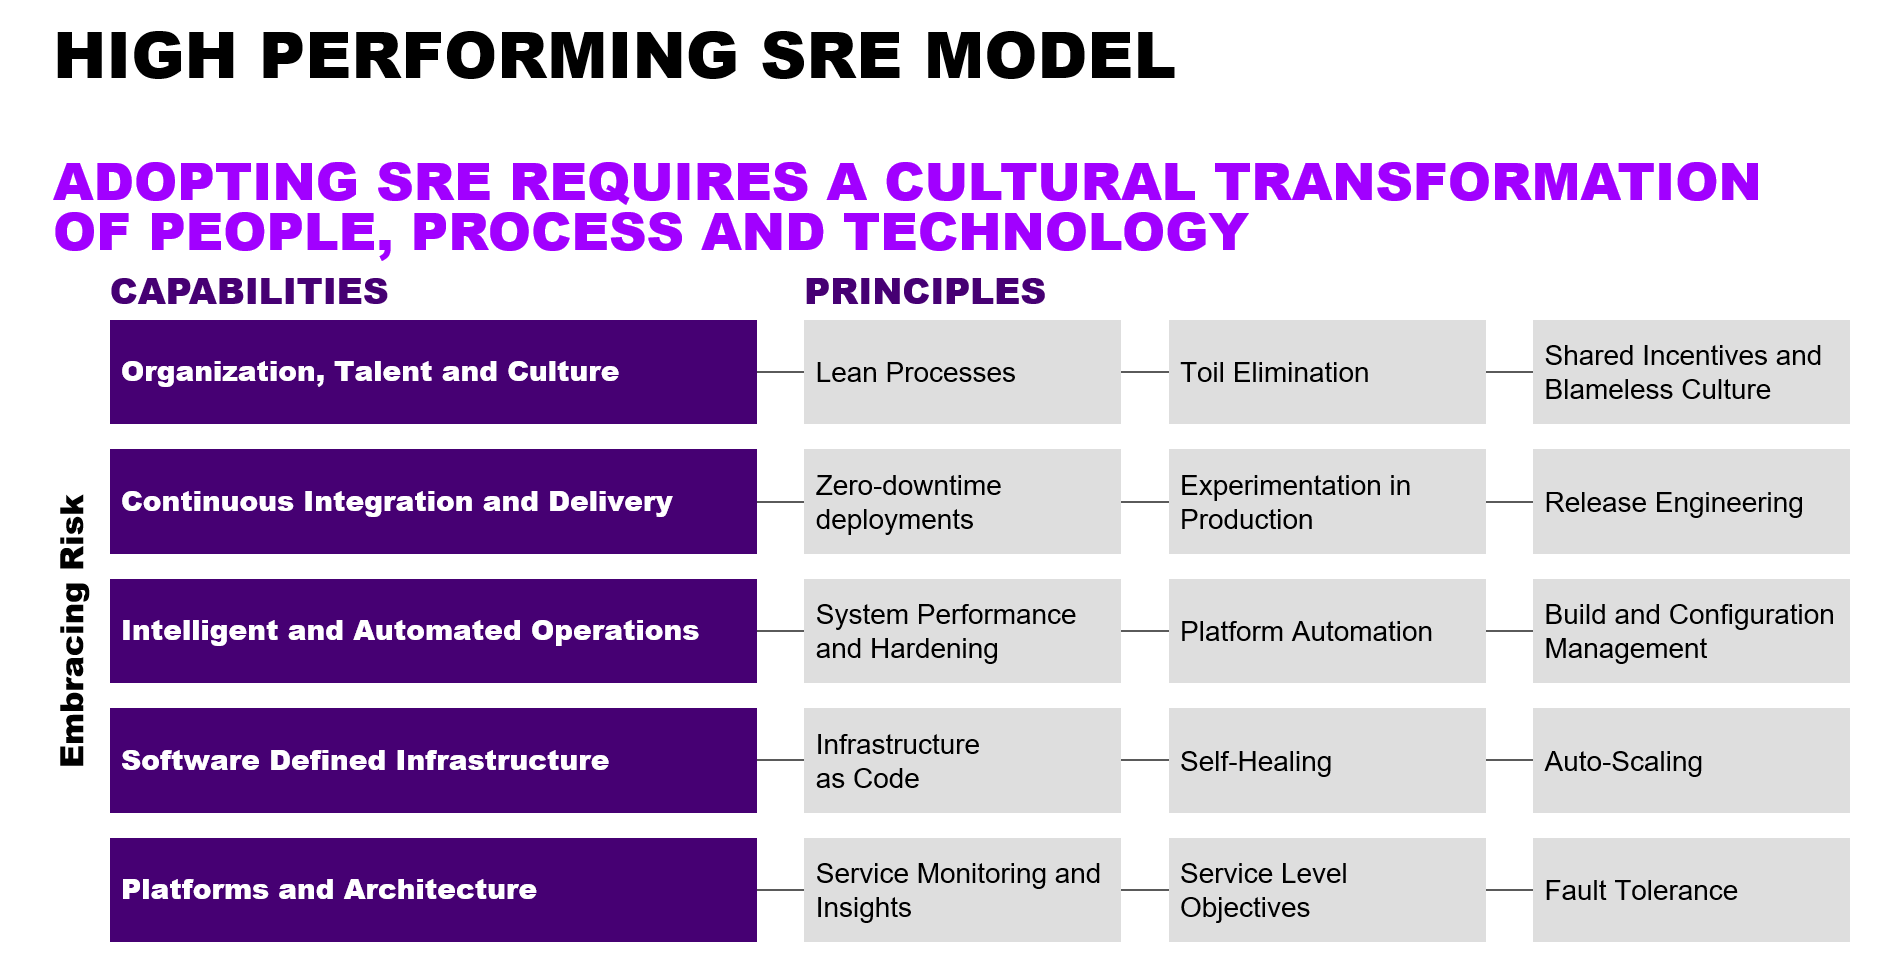 HIGH PERFORMING SRE MODEL
ADOPTING SRE REQUIRES A CULTURAL TRANSFORMATION
OF PEOPLE, PROCESS AND TECHNOLOGY
CAPABILITIES
PRINCIPLES
Embracing Risk
Organization, Talent and Culture
Lean Processes
Toil Elimination
Shared Incentives and
Blameless Culture
Continuous Integration and Delivery
Zero-downtime
deployments
Experimentation in
Production
Release Engineering
Intelligent and Automated Operations
System Performance
and Hardening
Platform Automation
Build and Configuration
Management
Software Defined Infrastructure
Infrastructure
as Code
Self-Healing
Auto-Scaling
Platforms and Architecture
Service Monitoring and
Insights
Service Level
Objectives
Fault Tolerance